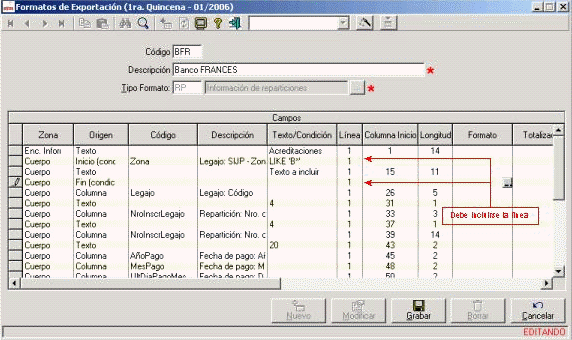 Formatos de Exportación (1ra. Quincena - 01/2006)
Código BFR
Descripción Banco FRANCES *
Tipo Formato: RP Información de reparticiones ... *
Campos
Zona Origen Código Descripción Texto/Condición Línea Columna Inicio Longitud Formato Totaliza
Enc. Infor Texto Acreditaciones 1 1 14
Cuerpo Inicio (conc Zona Legajo: SIJP - Zon LIKE 'B*' 1
Cuerpo Texto Texto a incluir 1 15 11
Cuerpo Fin (condic 1 ...
Cuerpo Columna Legajo Legajo: Código 1 26 5
Cuerpo Texto 4 1 31 1
Cuerpo Columna NroInscrLegajo Repartición: Nro. c 1 33 3
Cuerpo Texto 4 1 37 1
Cuerpo Columna NroInscrLegajo Repartición: Nro. c 1 39 14
Cuerpo Texto 20 1 43 2
Cuerpo Columna AñoPago Fecha de pago: Añ 1 45 2
Cuerpo Columna MesPago Fecha de pago: M 1 48 2
Cuerpo Columna UltDiaPagoMes Fecha de pago: D 1 50 2
Debe incluirse la línea
Nuevo Modificar Grabar Borrar Cancelar
EDITANDO